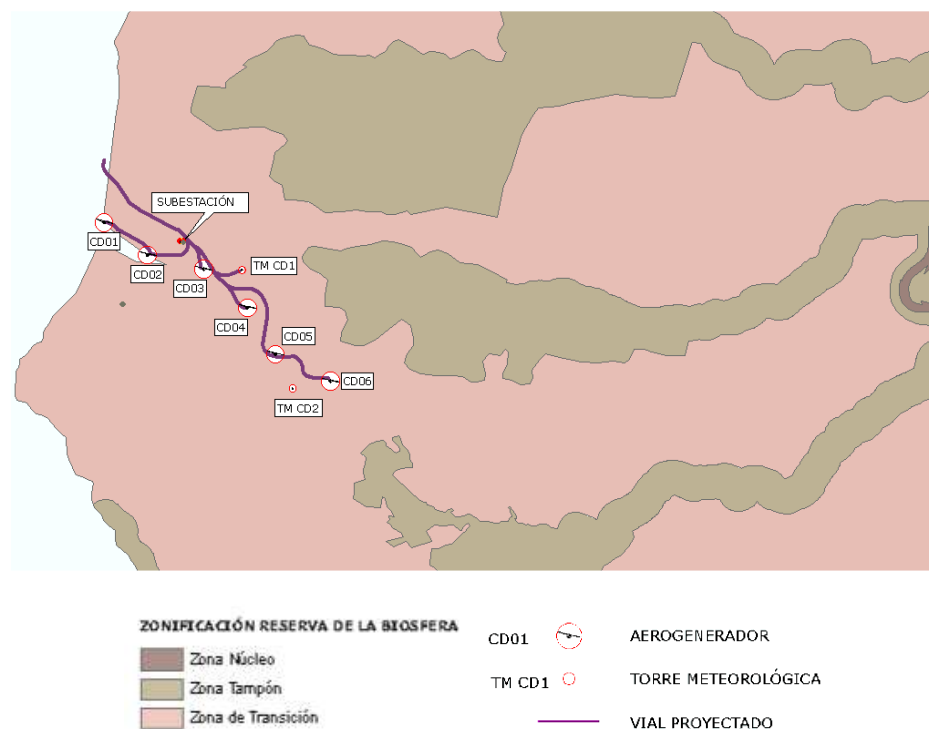 SUBESTACIÓN
CD01
CD02
TM CD1
CD03
CD04
CD05
CD06
TM CD2
ZONIFICACIÓN RESERVA DE LA BIOSFERA
Zona Núcleo
Zona Tampón
Zona de Transición
CD01 AEROGENERADOR
TM CD1 TORRE METEOROLÓGICA
VIAL PROYECTADO